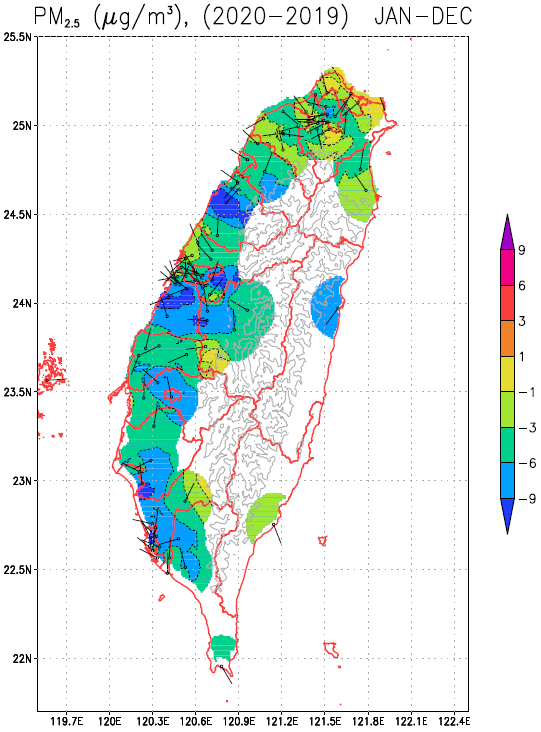 PM2.5 (μg/m³), (2020−2019) JAN−DEC
25.5N
25N
24.5N
24N
23.5N
23N
22.5N
22N
119.7E 120E 120.3E 120.6E 120.9E 121.2E 121.5E 121.8E 122.1E 122.4E
9
6
3
1
−1
−3
−6
−9